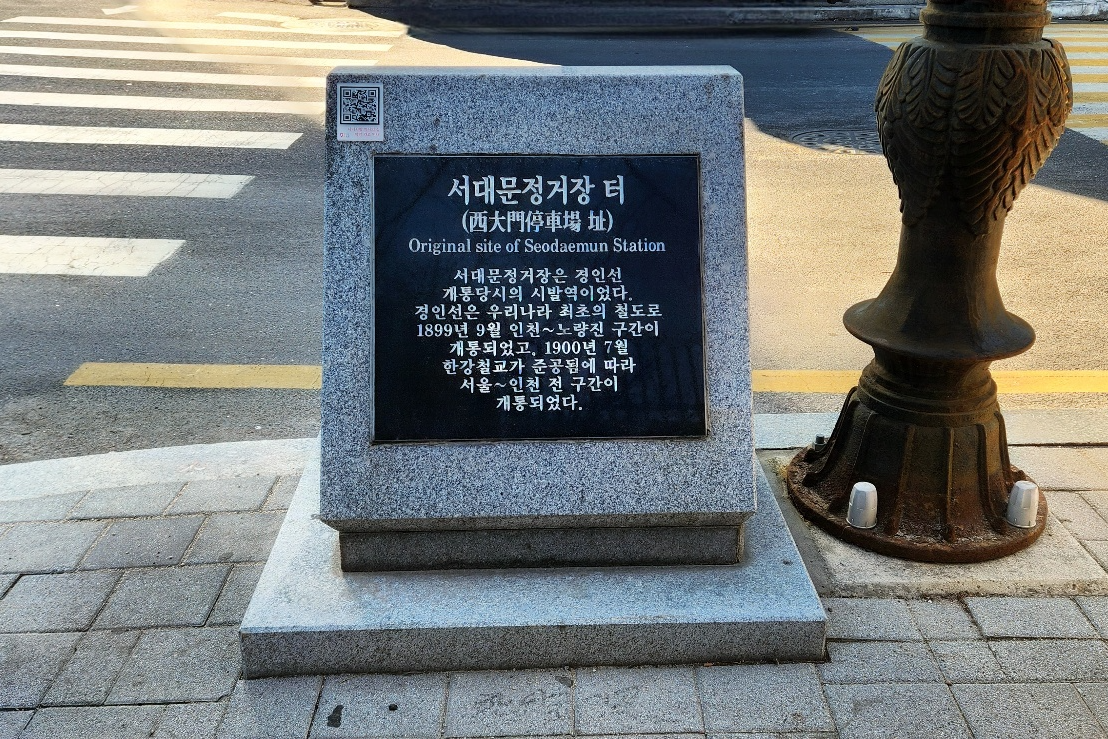 서대문정거장 터
(西大門停車場 址)
Original site of Seodaemun Station
서대문정거장은 경인선
개통당시의 시발역이었다.
경인선은 우리나라 최초의 철도로
1899년 9월 인천~노량진 구간이
개통되었고, 1900년 7월
한강철교가 준공됨에 따라
서울~인천 전 구간이
개통되었다.